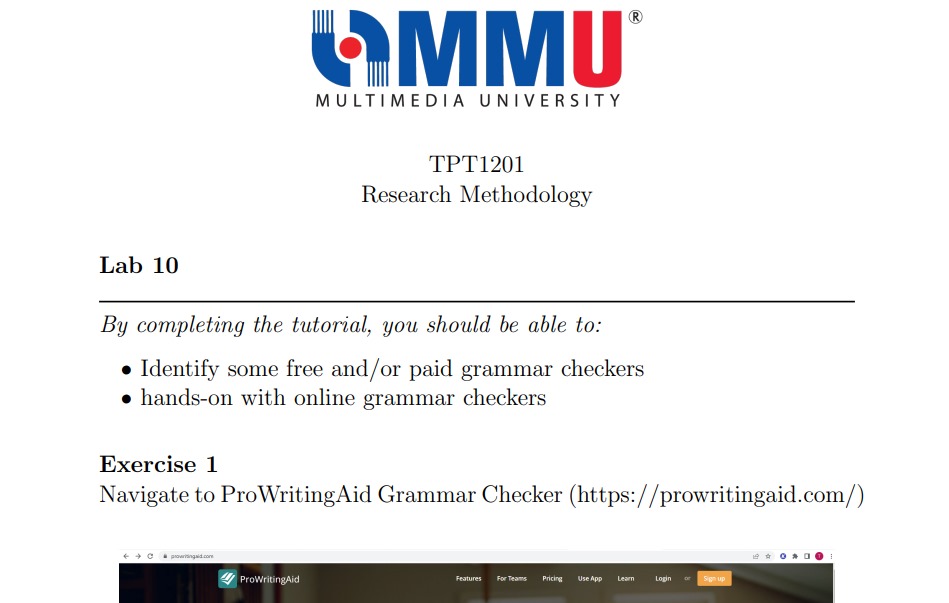 MMU®
MULTIMEDIA UNIVERSITY
TPT1201
Research Methodology
Lab 10
By completing the tutorial, you should be able to:
• Identify some free and/or paid grammar checkers
• hands-on with online grammar checkers
Exercise 1
Navigate to ProWritingAid Grammar Checker (https://prowritingaid.com/)
prowritingaid.com
ProWritingAid Features For Teams Pricing Use App Learn Login or Sign up